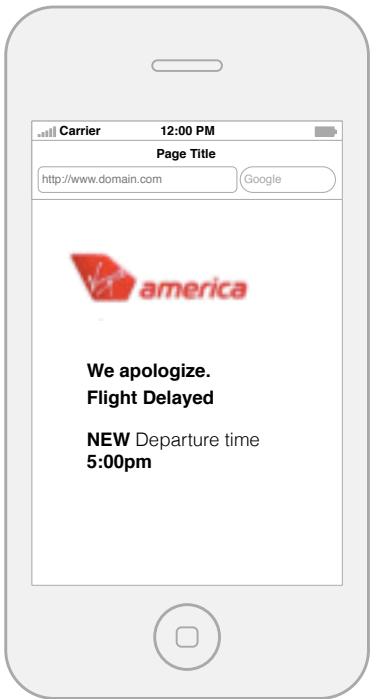 Carrier 12:00 PM
Page Title
http://www.domain.com Google
Virgin america
We apologize.
Flight Delayed
NEW Departure time
5:00pm